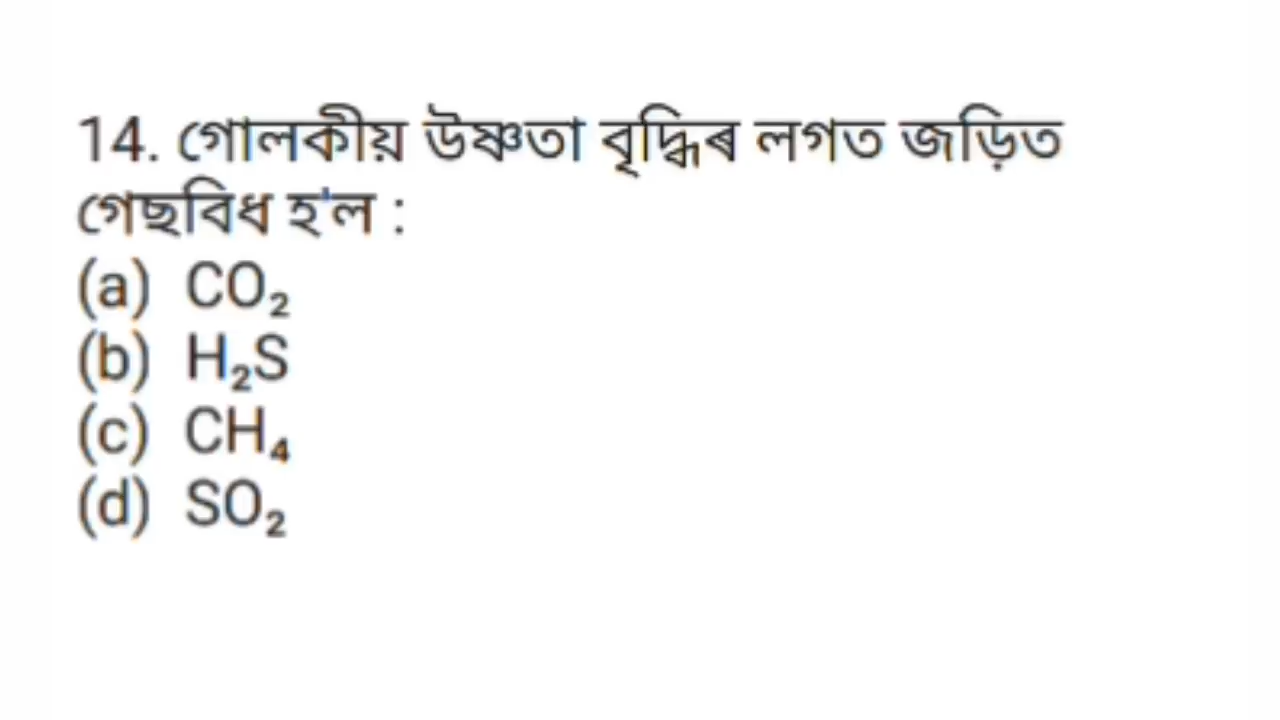 14. গোলকীয় উষ্ণতা বৃদ্ধিৰ লগত জড়িত
গেছবিধ হ'ল :
(a) CO₂
(b) H₂S
(c) CH₄
(d) SO₂